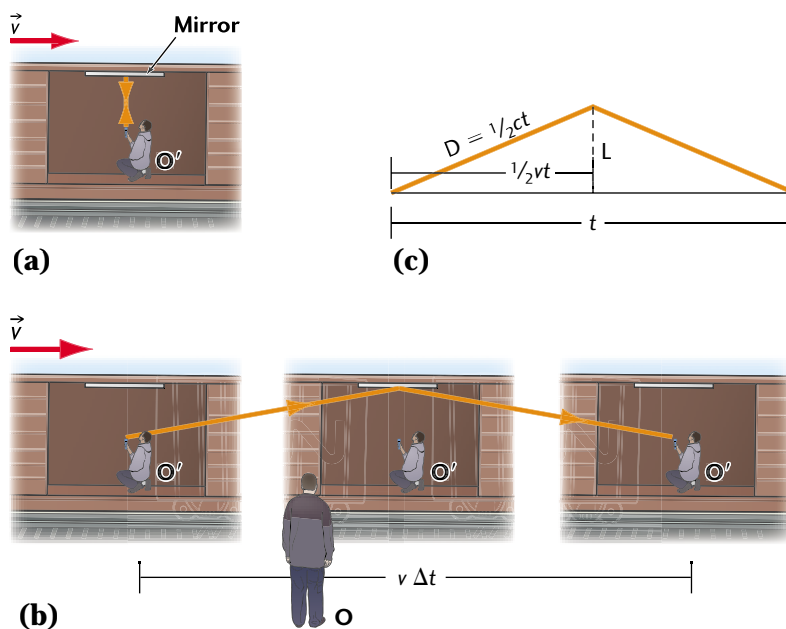 v⃗
Mirror
O′
(a)
D = ½ct
½vt
L
t
(c)
v⃗
O′
O′
O′
v Δt
(b)
O